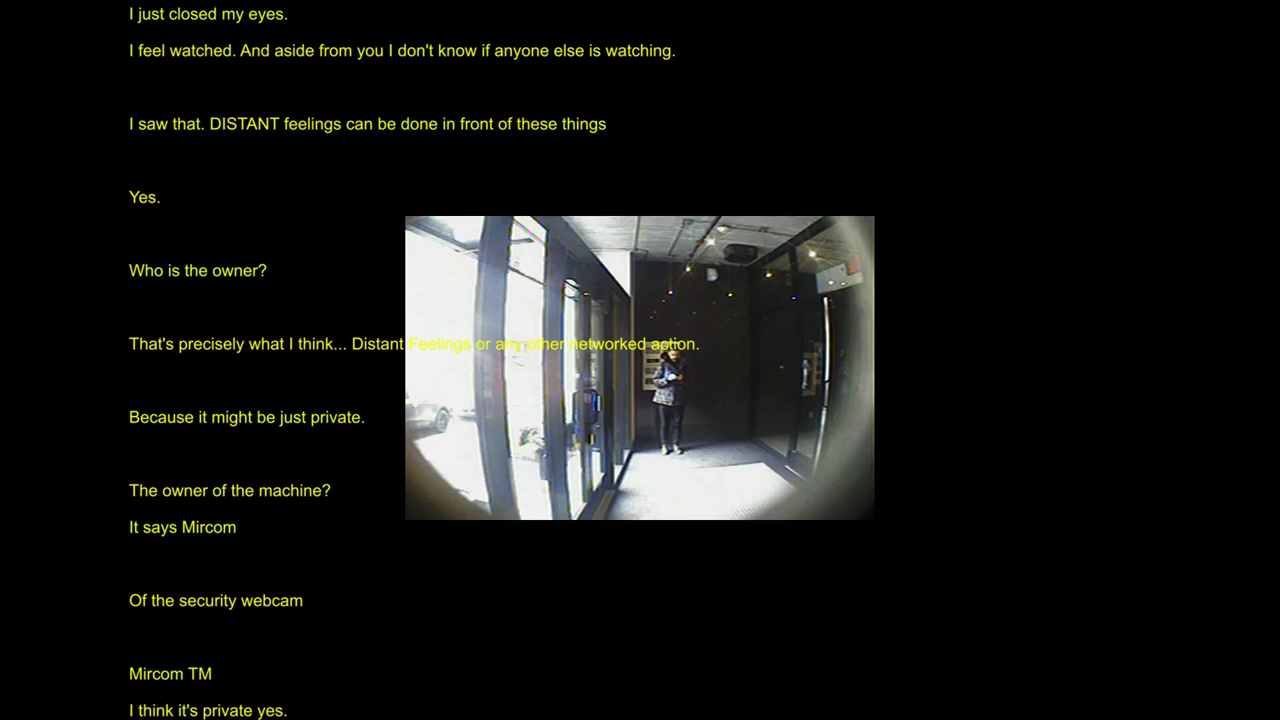 I just closed my eyes.
I feel watched. And aside from you I don't know if anyone else is watching.
I saw that. DISTANT feelings can be done in front of these things
Yes.
Who is the owner?
That's precisely what I think... Distant Feelings or any other networked action.
Because it might be just private.
The owner of the machine?
It says Mircom
Of the security webcam
Mircom TM
I think it's private yes.